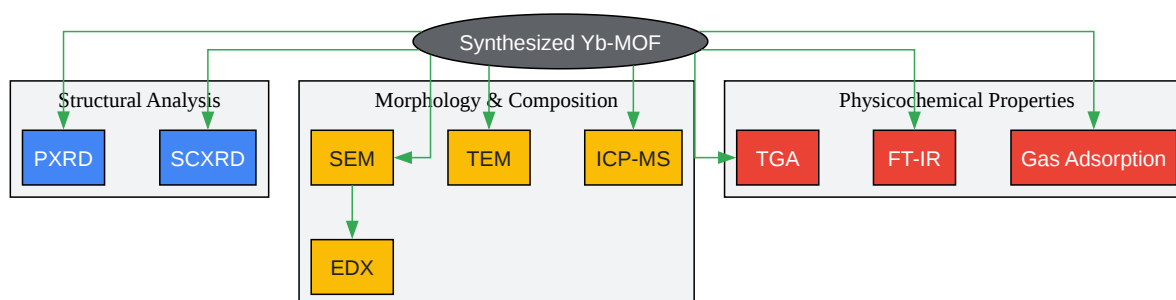 Synthesized Yb-MOF
Structural Analysis
Morphology & Composition
Physicochemical Properties
PXRD
SCXRD
SEM
TEM
ICP-MS
TGA
FT-IR
Gas Adsorption
EDX